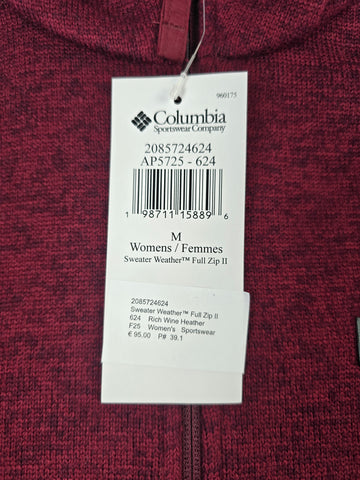 960175
Columbia
Sportswear Company
2085724624
AP5725 - 624
1 98711 15889 6
M
Womens / Femmes
Sweater Weather™ Full Zip II
2085724624
Sweater Weather™ Full Zip II
624 Rich Wine Heather
F25 Women's Sportswear
€ 95,00 P# 39.1